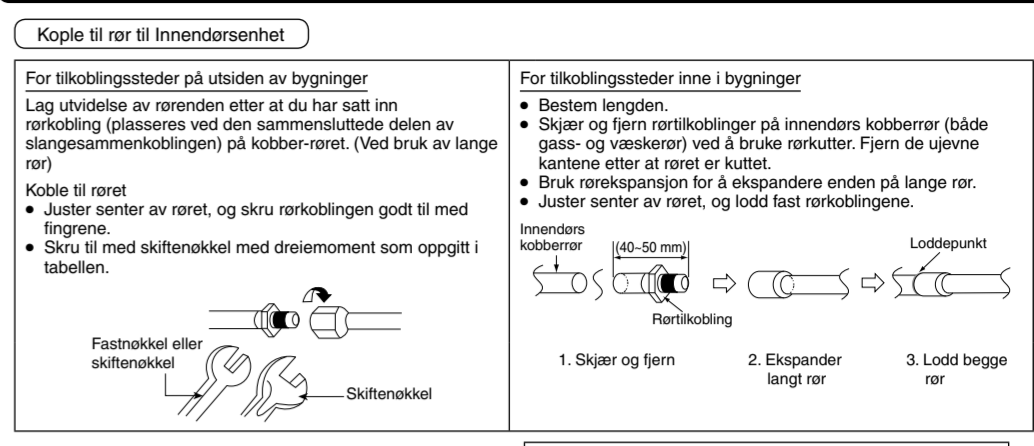 Kople til rør til Innendørsenhet
For tilkoblingssteder på utsiden av bygninger
Lag utvidelse av rørenden etter at du har satt inn
rørkobling (plasseres ved den sammensluttede delen av
slangesammenkoblingen) på kobber-røret. (Ved bruk av lange
rør)
Koble til røret
● Juster senter av røret, og skru rørkoblingen godt til med
fingrene.
● Skru til med skiftenøkkel med dreiemoment som oppgitt i
tabellen.
Fastnøkkel eller
skiftenøkkel
Skiftenøkkel
For tilkoblingssteder inne i bygninger
● Bestem lengden.
● Skjær og fjern rørtilkoblinger på innendørs kobberrør (både
gass- og væskerør) ved å bruke rørkutter. Fjern de ujevne
kantene etter at røret er kuttet.
● Bruk rørekspansjon for å ekspandere enden på lange rør.
● Juster senter av røret, og lodd fast rørkoblingene.
Innendørs
kobberrør
(40~50 mm)
Loddepunkt
Rørtilkobling
1. Skjær og fjern
2. Ekspander
langt rør
3. Lodd begge
rør